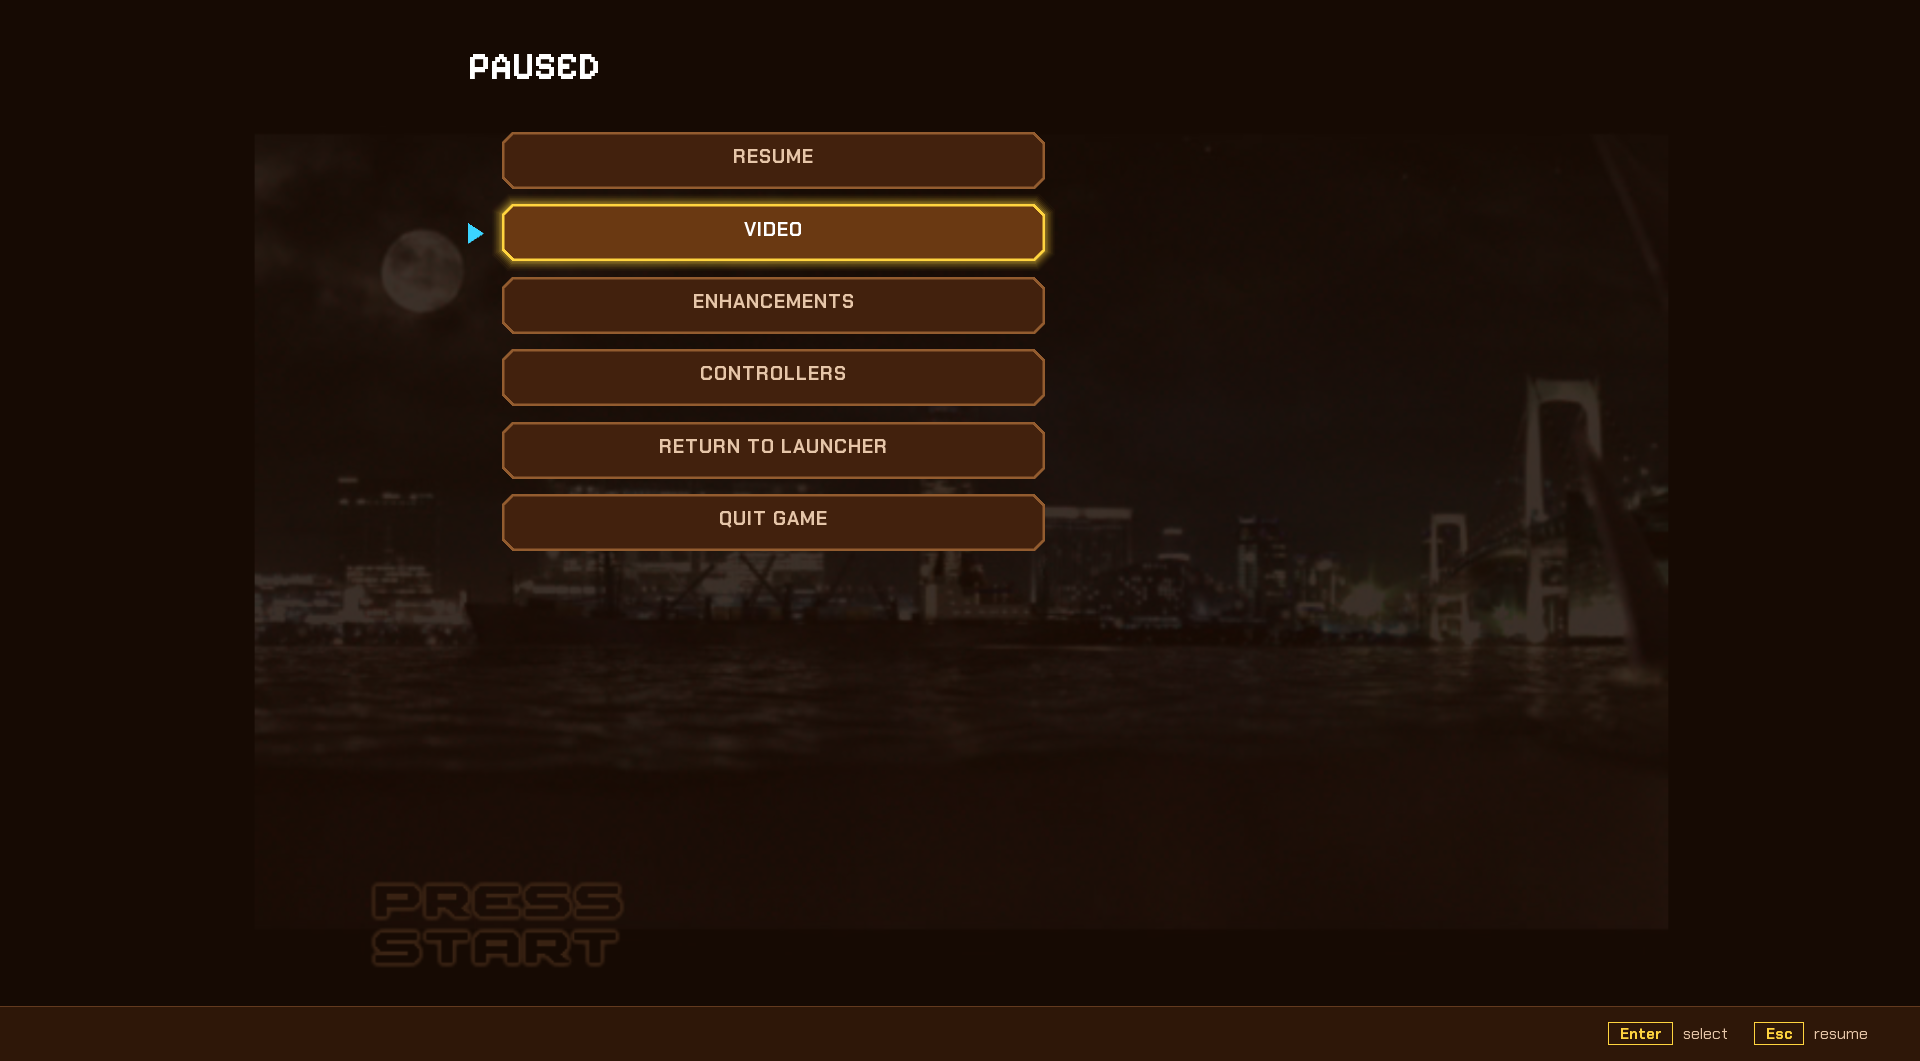 PAUSED
RESUME
VIDEO
ENHANCEMENTS
CONTROLLERS
RETURN TO LAUNCHER
QUIT GAME
PRESS
START
Enter select Esc resume